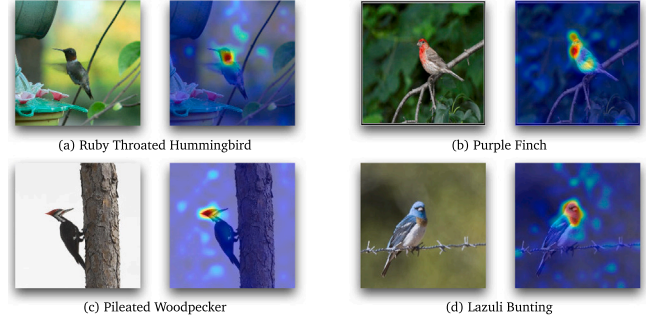 (a) Ruby Throated Hummingbird
(b) Purple Finch
(c) Pileated Woodpecker
(d) Lazuli Bunting